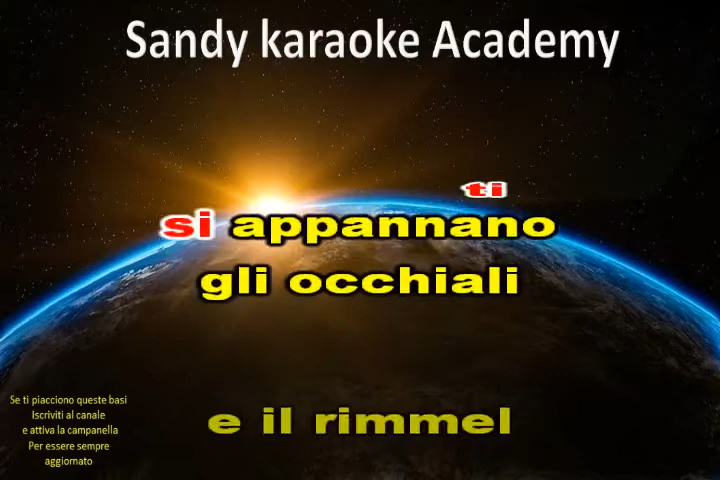 Sandy karaoke Academy
ti
si appannano
gli occhiali
e il rimmel
Se ti piacciono queste basi
Iscriviti al canale
e attiva la campanella
Per essere sempre
aggiornato